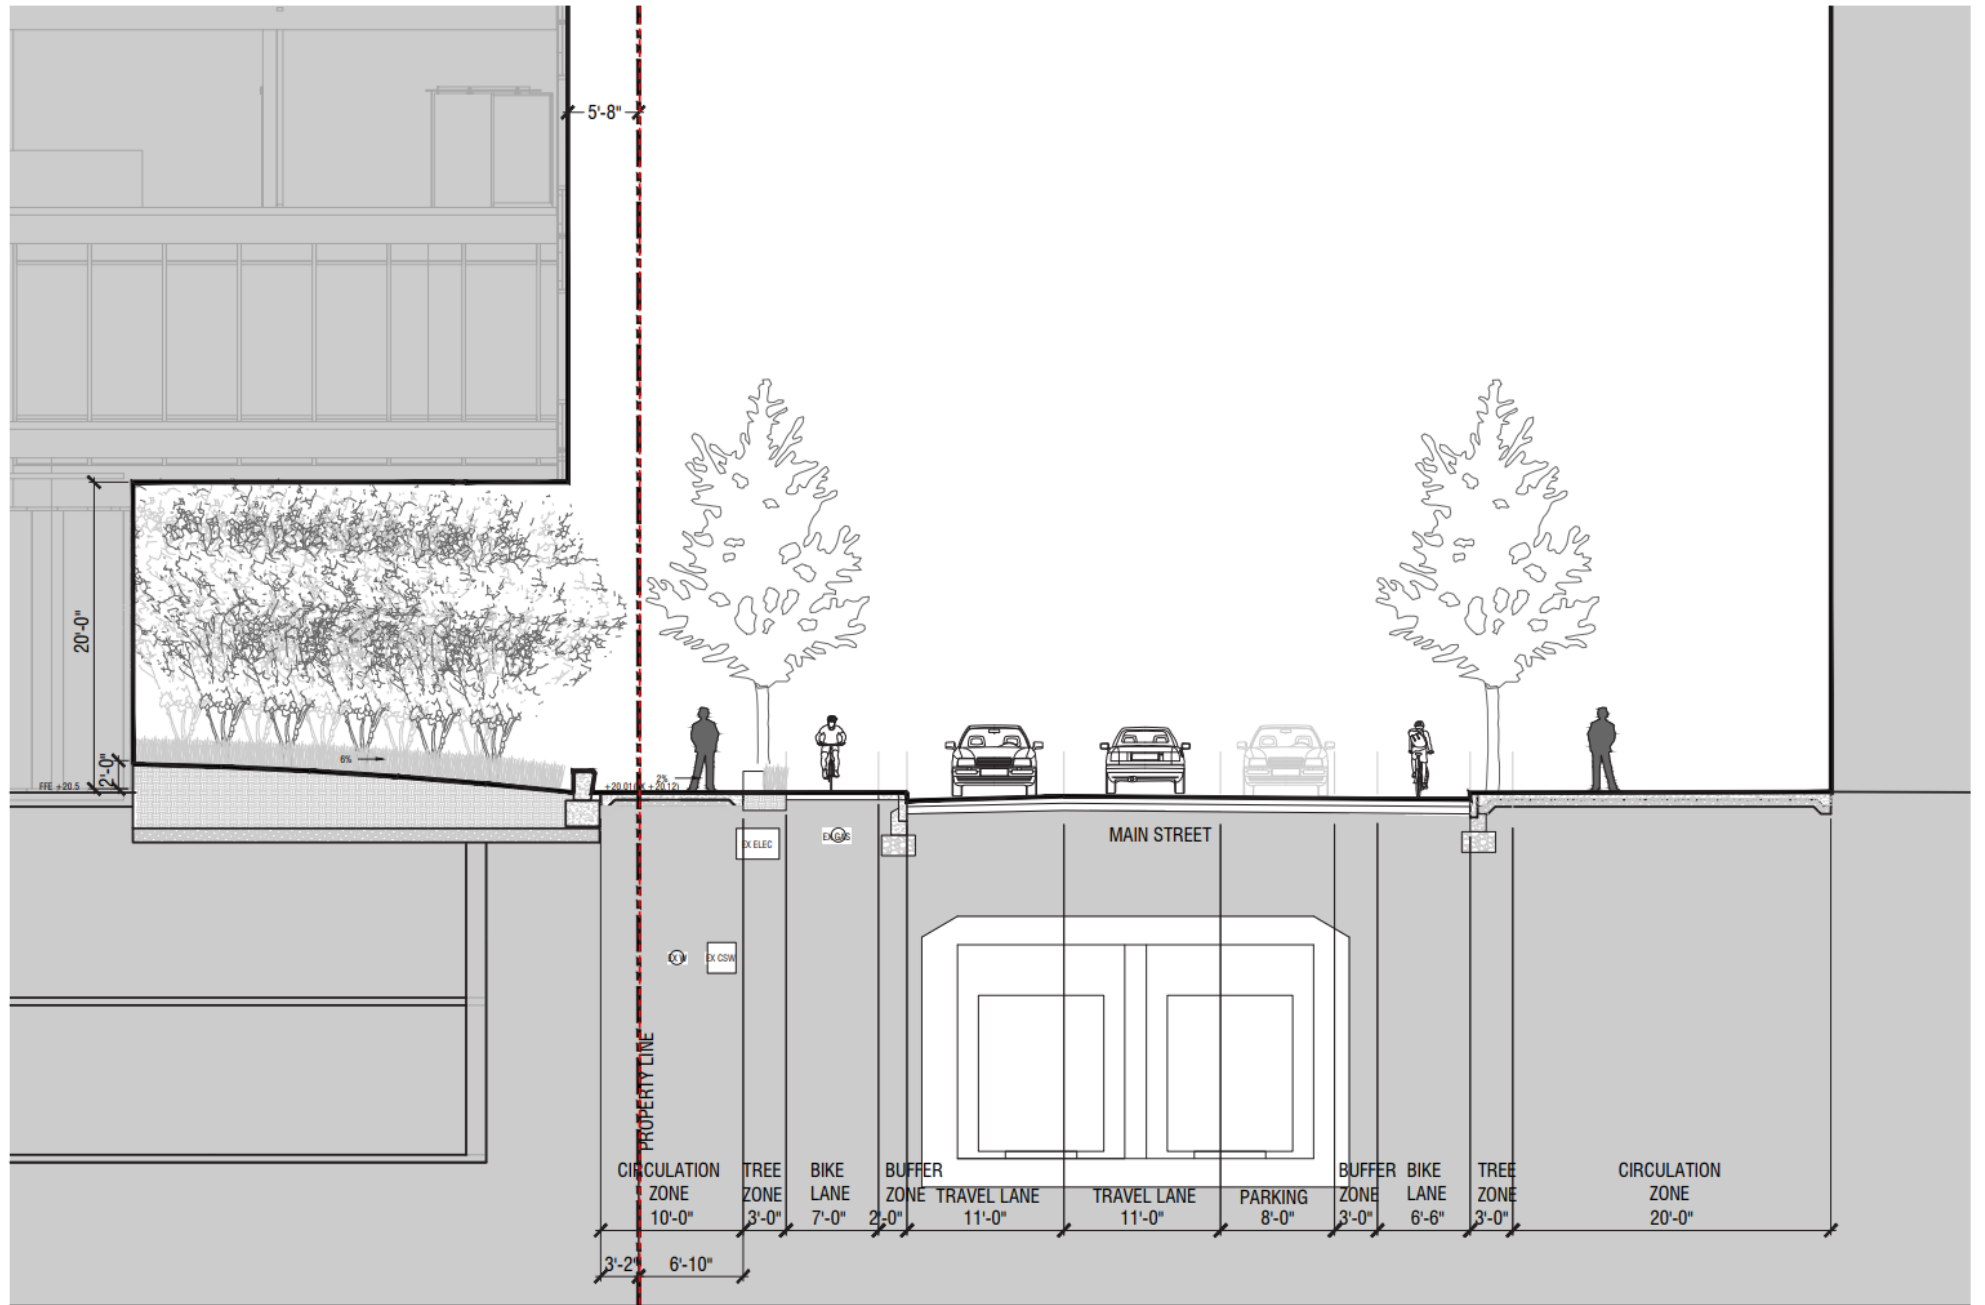 5'-8"
20'-0"
2'-0"
6%
2%
FFE +20.5
MAIN STREET
EX ELEC
EX GAS
EX W
EX CSW
PROPERTY LINE
CIRCULATION
ZONE
10'-0"
TREE
ZONE
3'-0"
BIKE
LANE
7'-0"
BUFFER
ZONE
2'-0"
TRAVEL LANE
11'-0"
TRAVEL LANE
11'-0"
PARKING
8'-0"
BUFFER
ZONE
3'-0"
BIKE
LANE
6'-6"
TREE
ZONE
3'-0"
CIRCULATION
ZONE
20'-0"
3'-2"
6'-10"